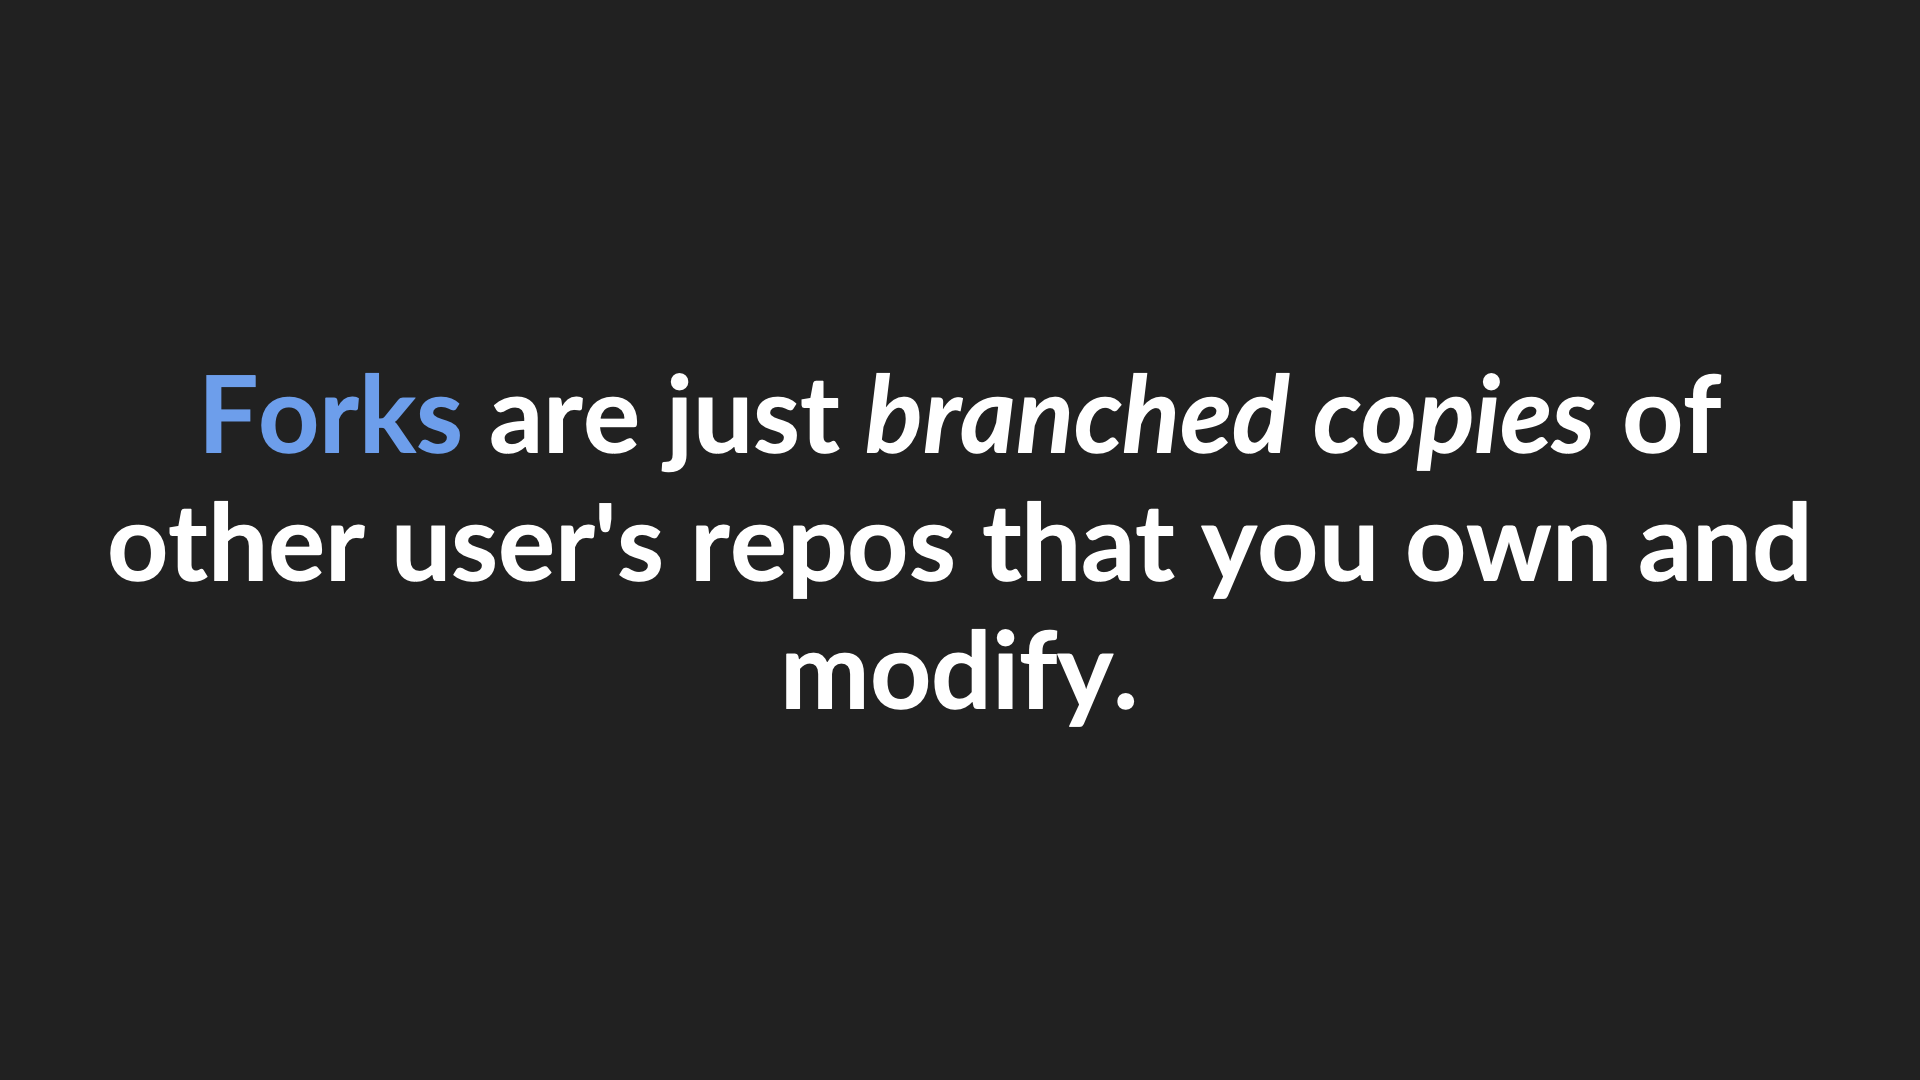 Forks are just branched copies of
other user's repos that you own and
modify.